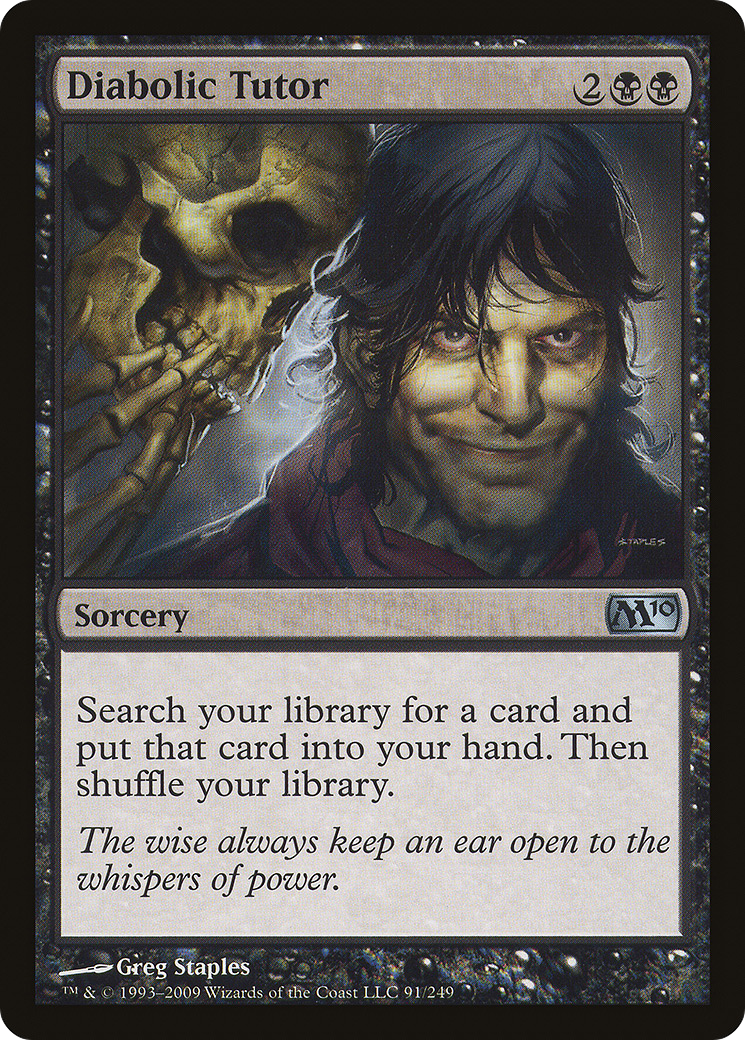 Diabolic Tutor 2
STAPLES
Sorcery M10
Search your library for a card and
put that card into your hand. Then
shuffle your library.
The wise always keep an ear open to the
whispers of power.
Greg Staples
™ & © 1993–2009 Wizards of the Coast LLC 91/249